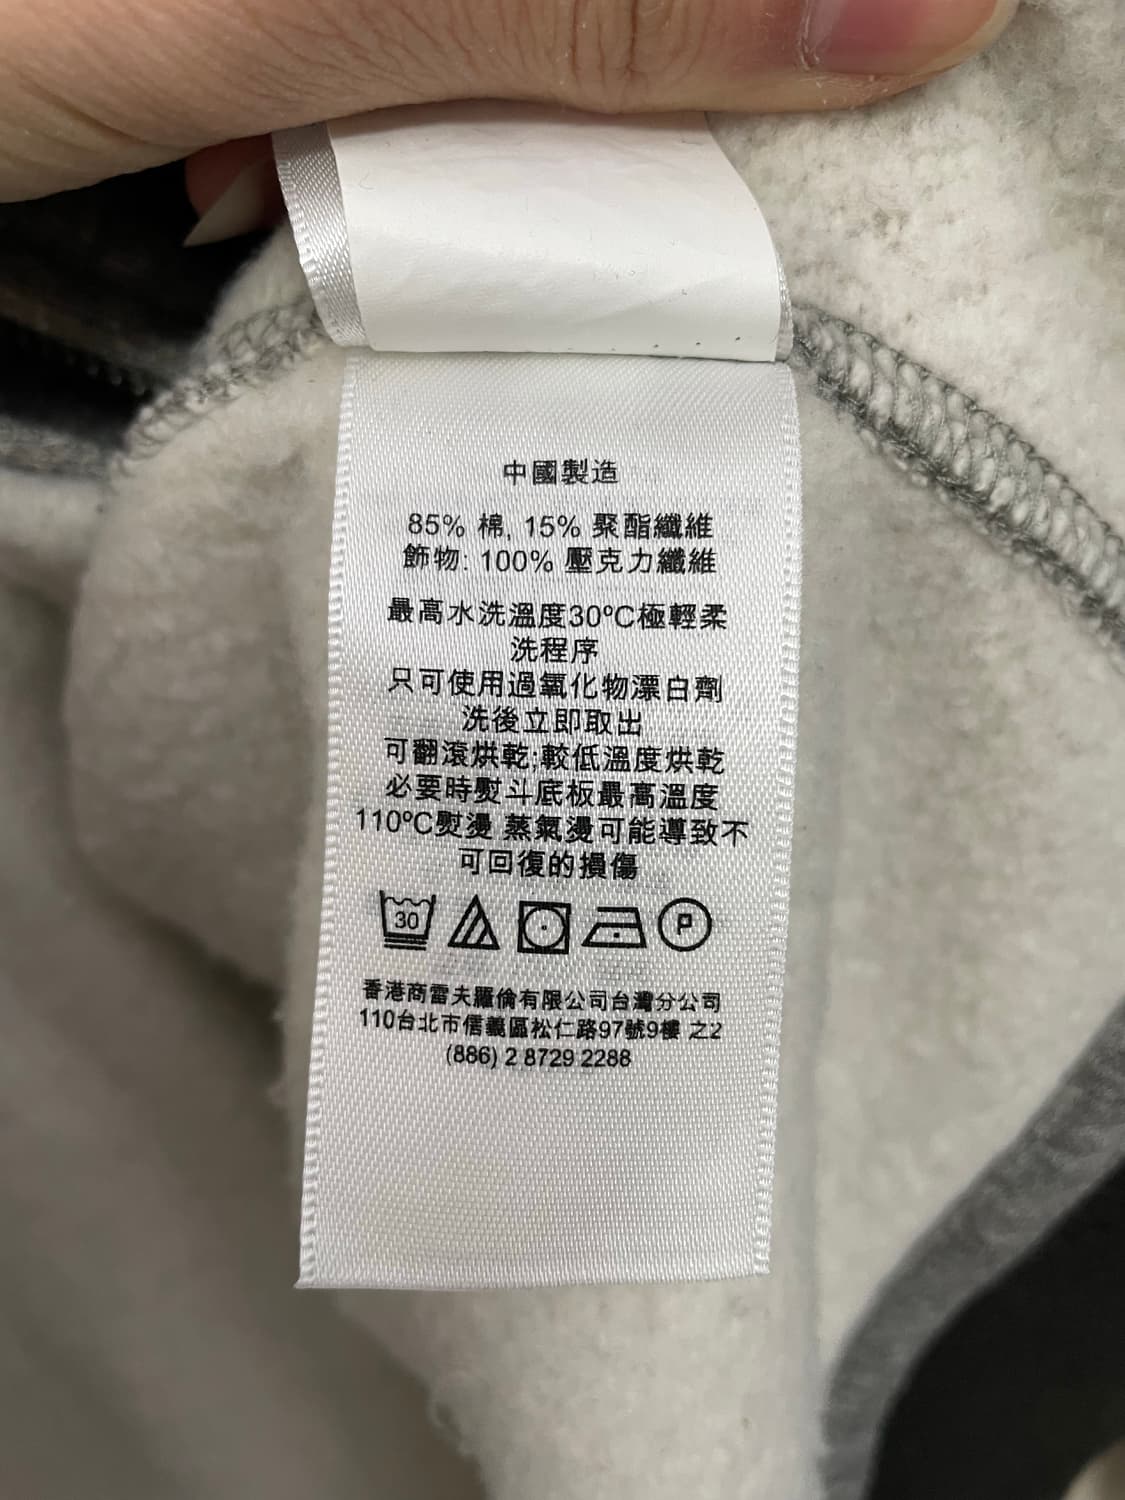 中國製造
85% 棉, 15% 聚酯纖維
飾物: 100% 壓克力纖維
最高水洗溫度30ºC極輕柔
洗程序
只可使用過氧化物漂白劑
洗後立即取出
可翻滾烘乾;較低溫度烘乾
必要時熨斗底板最高溫度
110ºC熨燙 蒸氣燙可能導致不
可回復的損傷
30
P
香港商雷夫羅倫有限公司台灣分公司
110台北市信義區松仁路97號9樓 之2
(886) 2 8729 2288